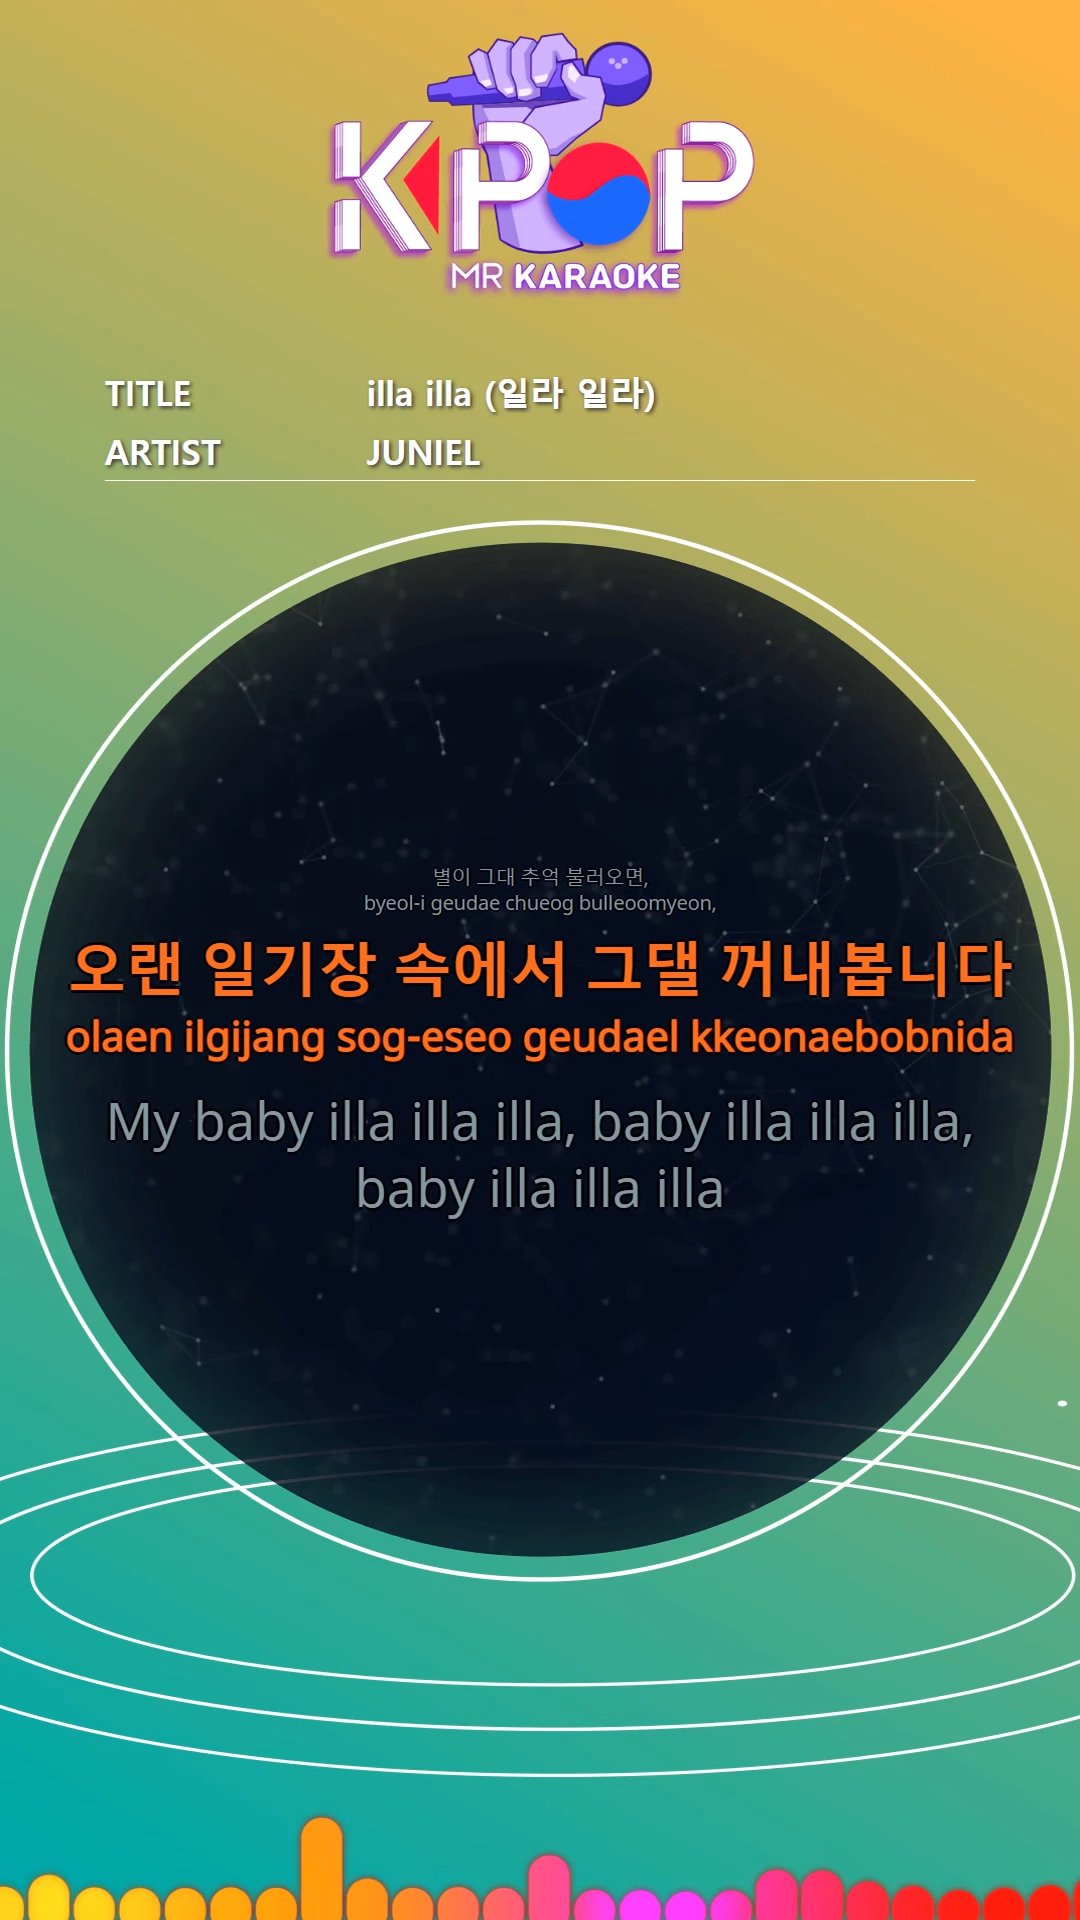 KPOP
MR KARAOKE
TITLE illa illa (일라 일라)
ARTIST JUNIEL
별이 그대 추억 불러오면,
byeol-i geudae chueog bulleoomyeon,
오랜 일기장 속에서 그댈 꺼내봅니다
olaen ilgijang sog-eseo geudael kkeonaebobnida
My baby illa illa illa, baby illa illa illa,
baby illa illa illa